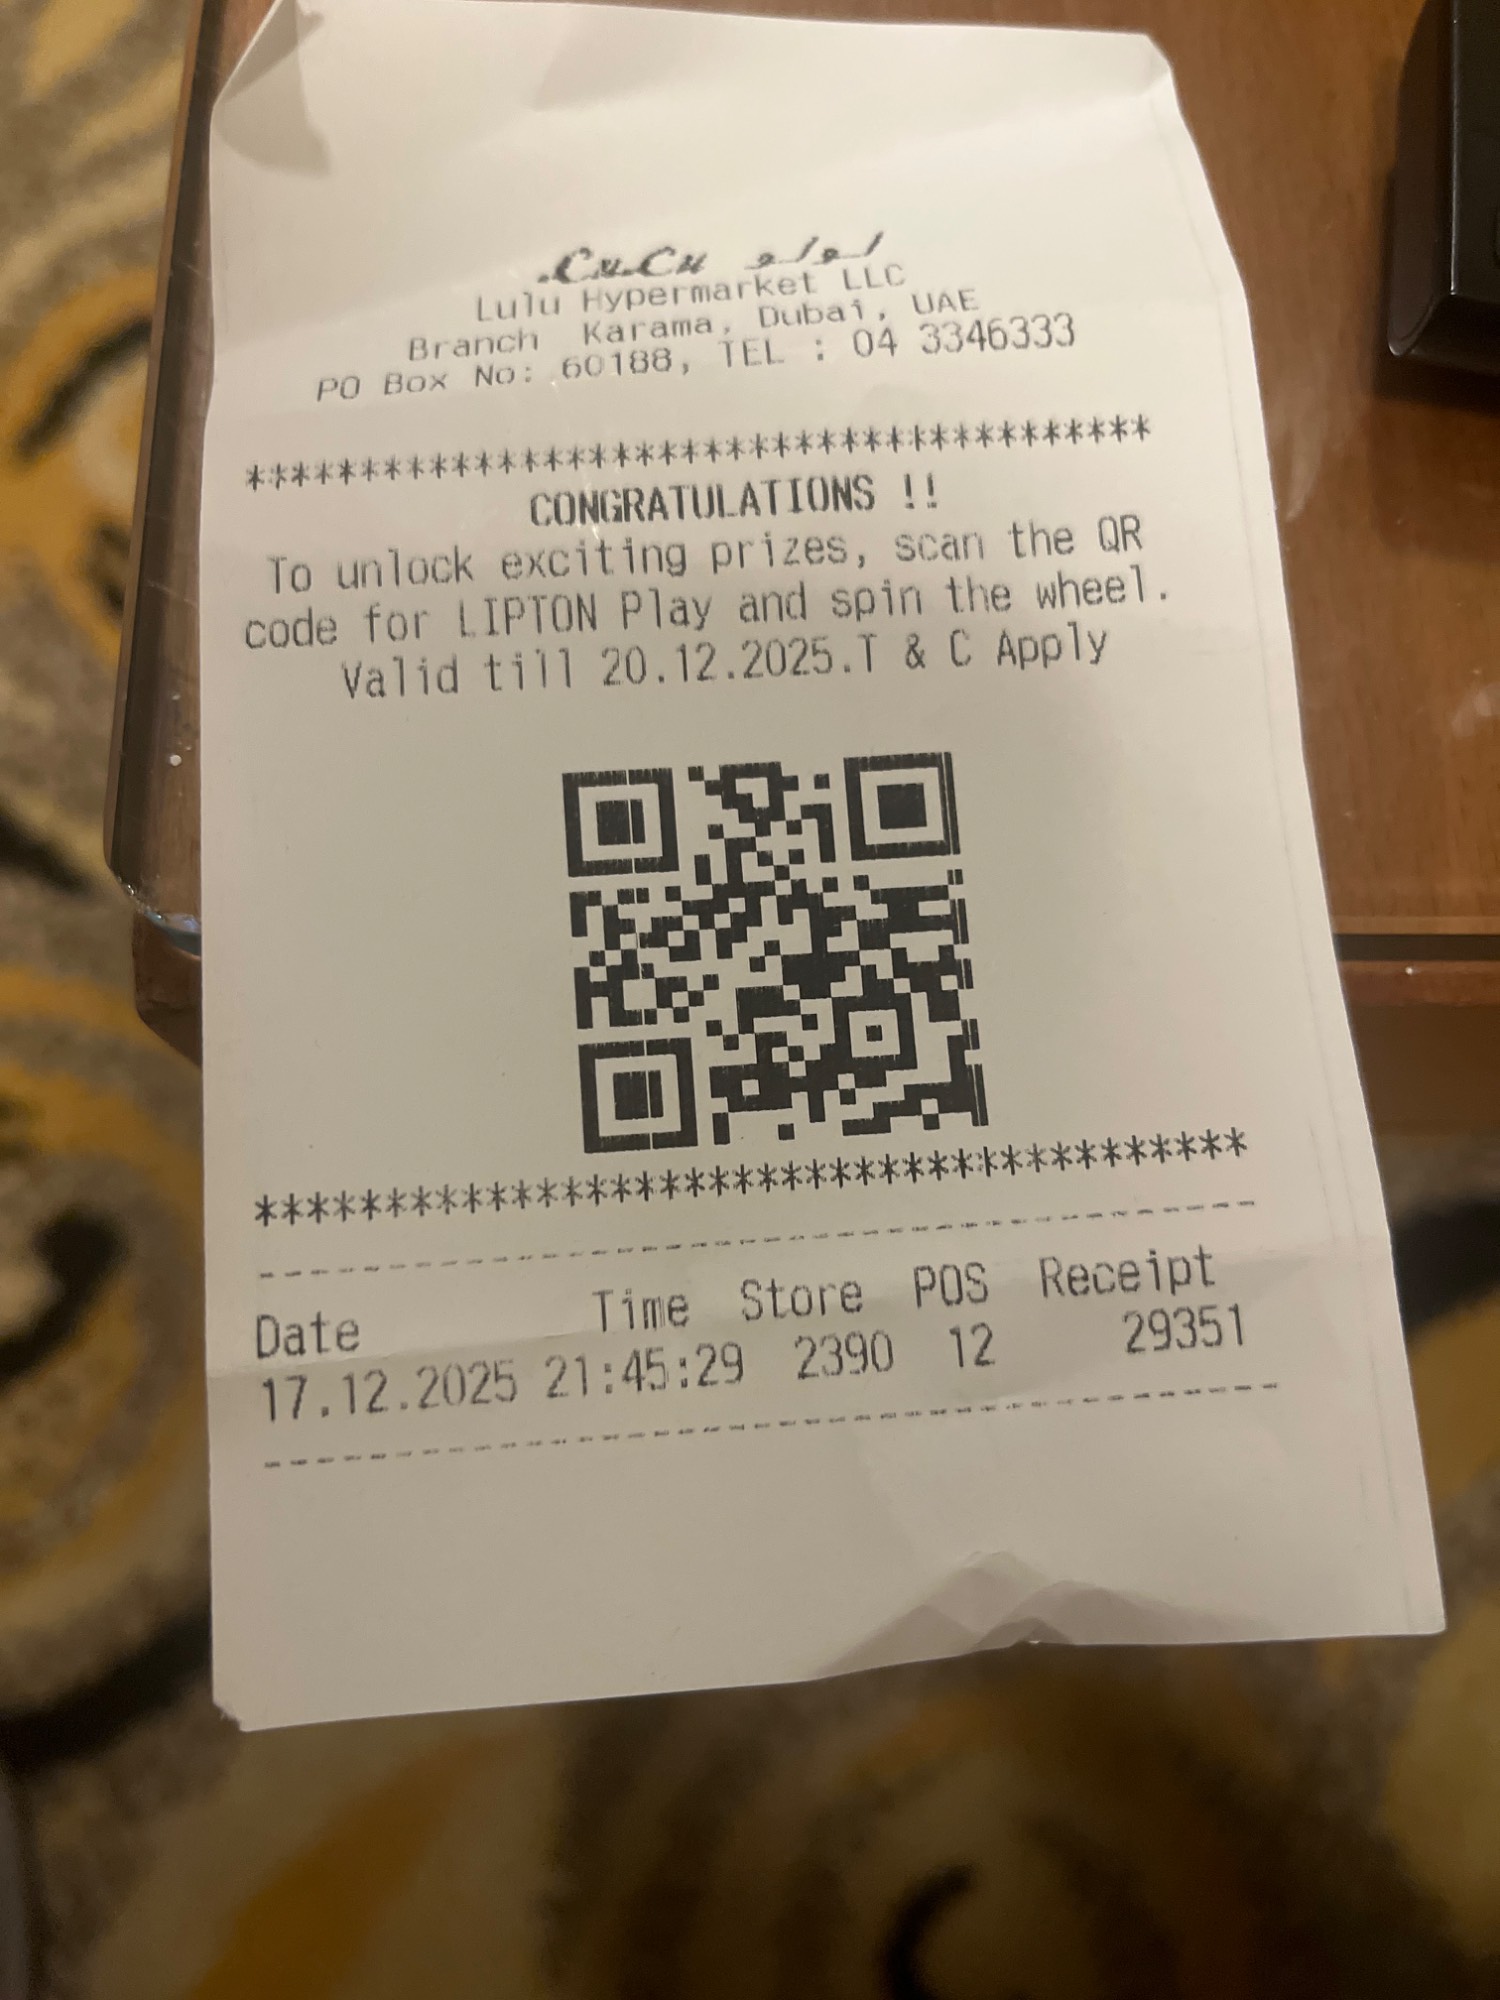 LuLu لولو
Lulu Hypermarket LLC
Branch Karama, Dubai, UAE
PO Box No: 60188, TEL : 04 3346333
***************************************
CONGRATULATIONS !!
To unlock exciting prizes, scan the QR
code for LIPTON Play and spin the wheel.
Valid till 20.12.2025.T & C Apply
***************************************
----------------------------------------
Date Time Store POS Receipt
17.12.2025 21:45:29 2390 12 29351
----------------------------------------